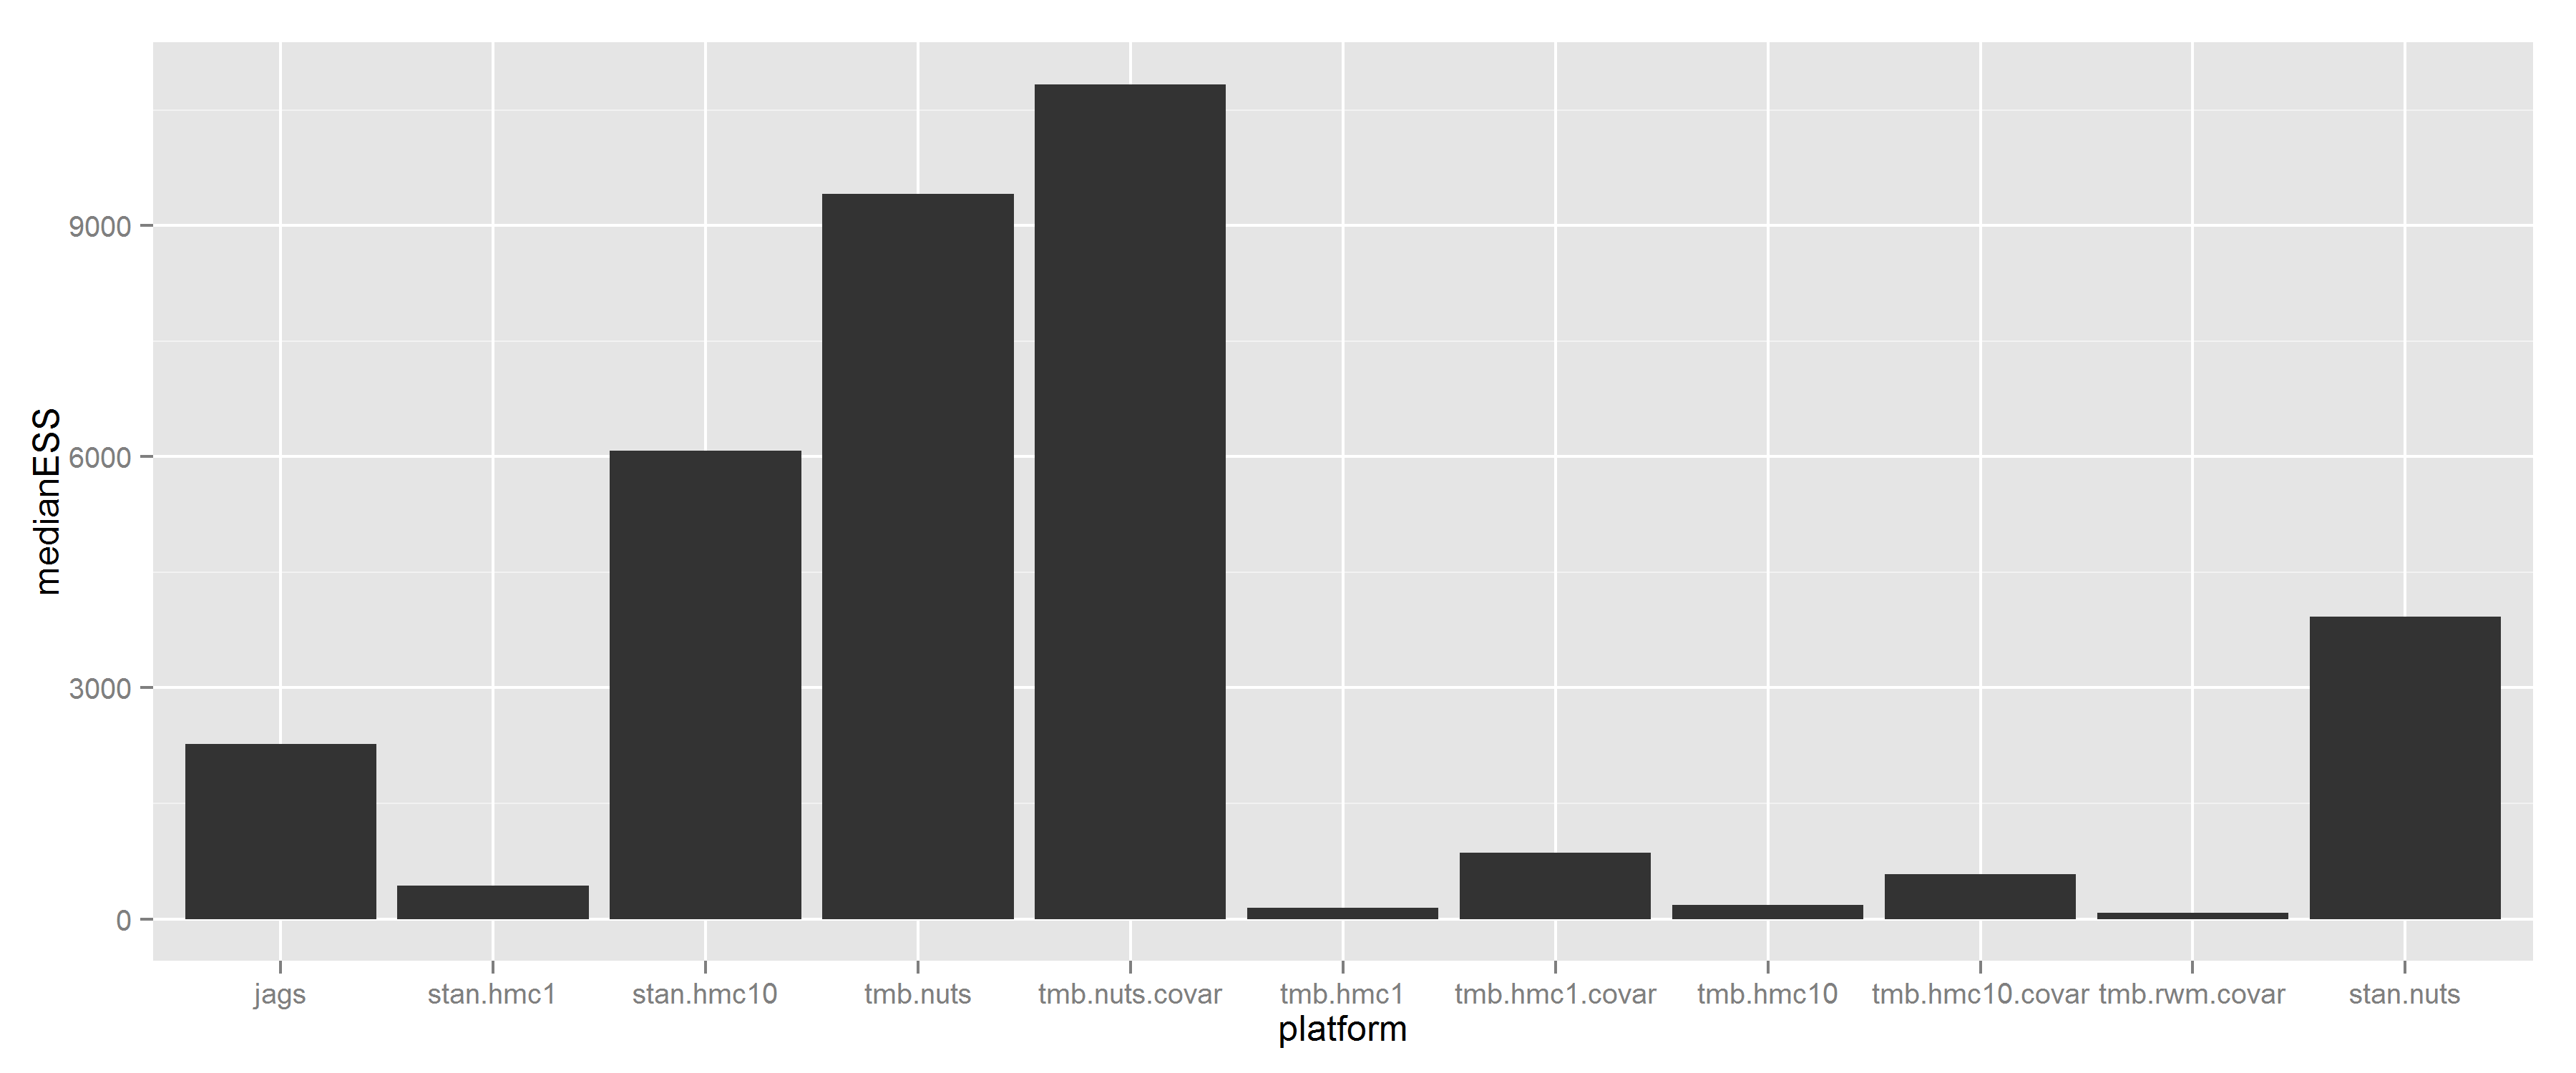 medianESS
9000
6000
3000
0
jags stan.hmc1 stan.hmc10 tmb.nuts tmb.nuts.covar tmb.hmc1 tmb.hmc1.covar tmb.hmc10 tmb.hmc10.covar tmb.rwm.covar stan.nuts
platform